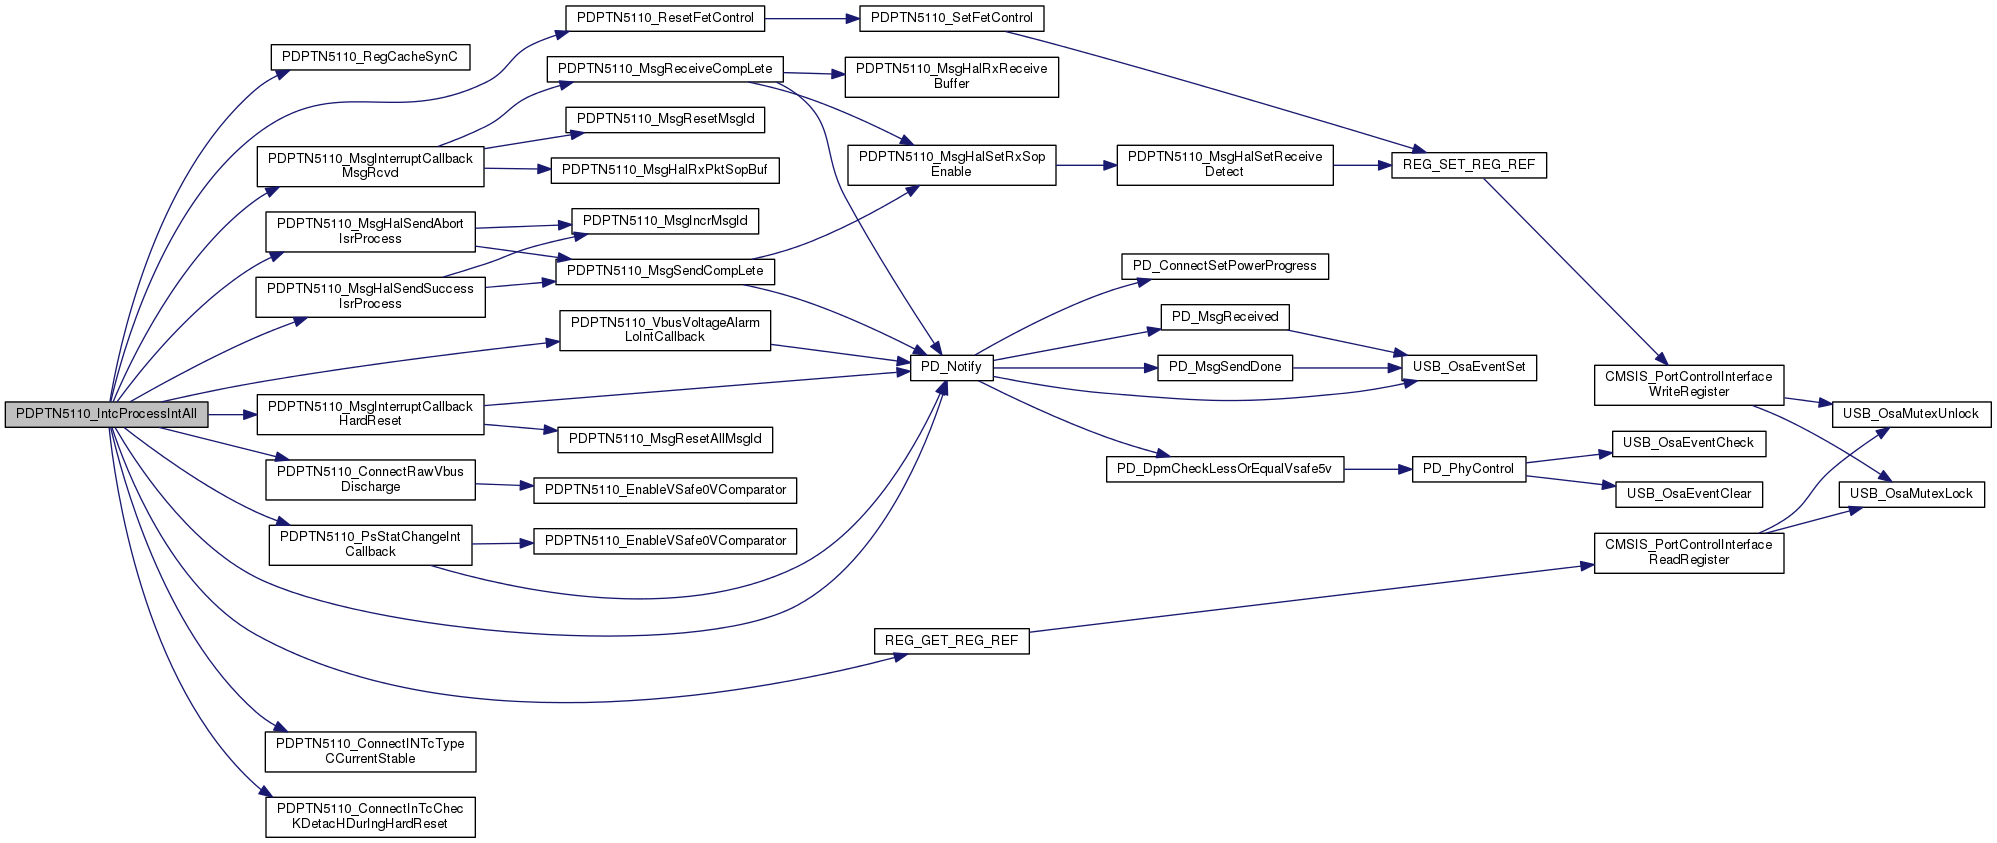 PDPTN5110_IntcProcessIntAll
PDPTN5110_RegCacheSynC
PDPTN5110_MsgInterruptCallback
MsgRcvd
PDPTN5110_MsgHalSendAbort
IsrProcess
PDPTN5110_MsgHalSendSuccess
IsrProcess
PDPTN5110_MsgInterruptCallback
HardReset
PDPTN5110_ConnectRawVbus
Discharge
PDPTN5110_PsStatChangeInt
Callback
PDPTN5110_ConnectINTcType
CCurrentStable
PDPTN5110_ConnectInTcChec
KDetacHDurIngHardReset
PDPTN5110_ResetFetControl
PDPTN5110_MsgReceiveCompLete
PDPTN5110_MsgResetMsgId
PDPTN5110_MsgHalRxPktSopBuf
PDPTN5110_MsgIncrMsgId
PDPTN5110_MsgSendCompLete
PDPTN5110_VbusVoltageAlarm
LoIntCallback
PDPTN5110_MsgResetAllMsgId
PDPTN5110_EnableVSafe0VComparator
PDPTN5110_EnableVSafe0VComparator
PDPTN5110_SetFetControl
PDPTN5110_MsgHalRxReceive
Buffer
PDPTN5110_MsgHalSetRxSop
Enable
PD_Notify
REG_GET_REG_REF
PDPTN5110_MsgHalSetReceive
Detect
PD_ConnectSetPowerProgress
PD_MsgReceived
PD_MsgSendDone
PD_DpmCheckLessOrEqualVsafe5v
REG_SET_REG_REF
USB_OsaEventSet
PD_PhyControl
CMSIS_PortControlInterface
WriteRegister
USB_OsaEventCheck
USB_OsaEventClear
CMSIS_PortControlInterface
ReadRegister
USB_OsaMutexUnlock
USB_OsaMutexLock